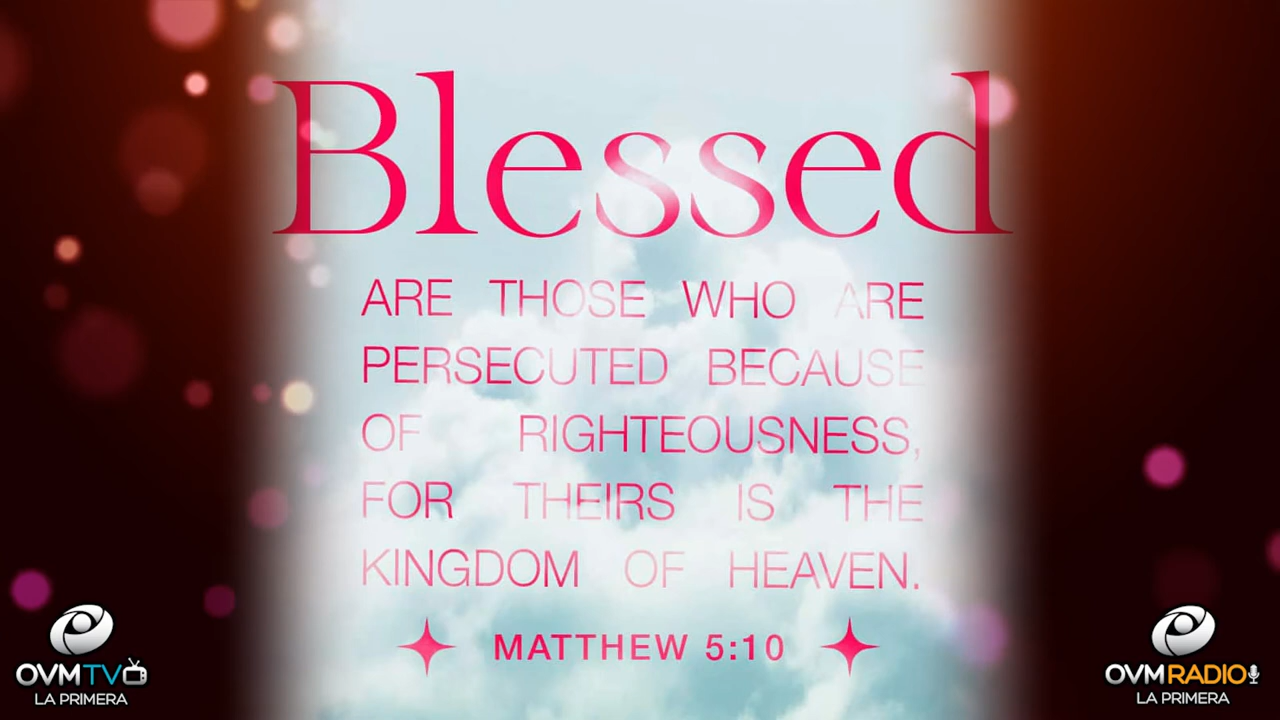 Blessed
ARE THOSE WHO ARE
PERSECUTED BECAUSE
OF RIGHTEOUSNESS,
FOR THEIRS IS THE
KINGDOM OF HEAVEN.
MATTHEW 5:10
OVMTV
LA PRIMERA
OVMRADIO
LA PRIMERA